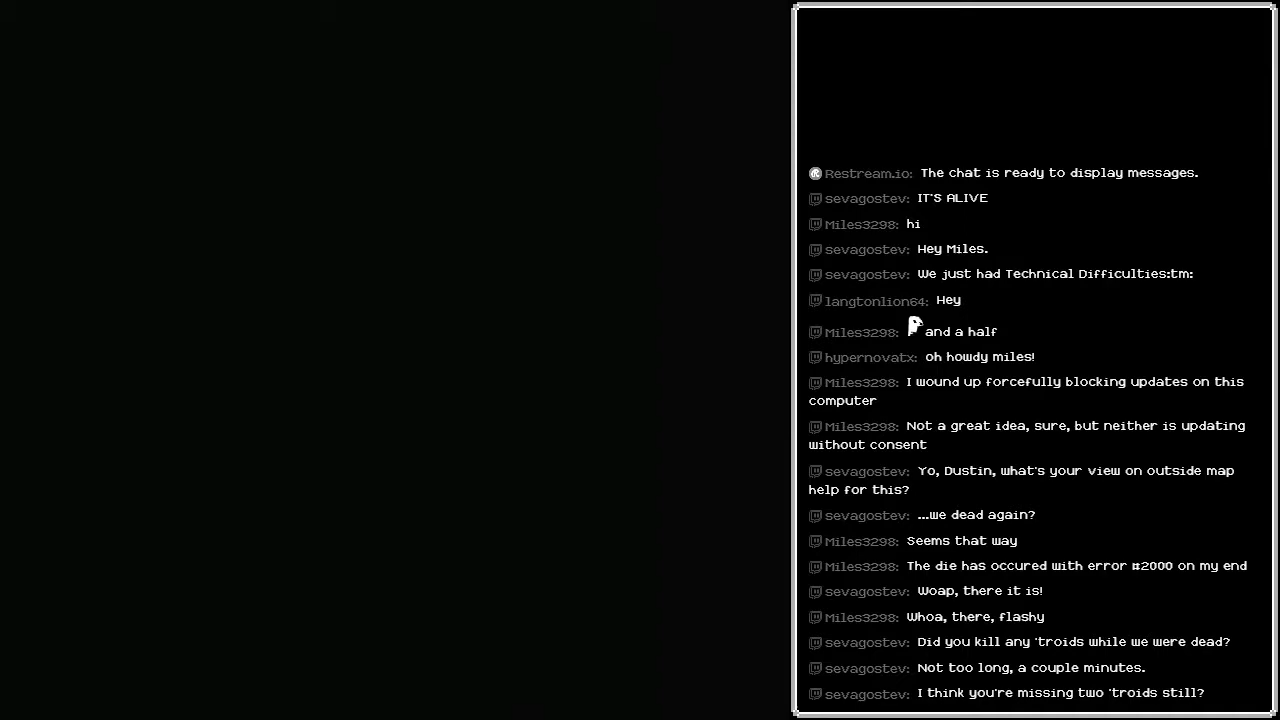 Restream.io: The chat is ready to display messages.
sevagostev: IT'S ALIVE
Miles3298: hi
sevagostev: Hey Miles.
sevagostev: We just had Technical Difficulties:tm:
langtonlion64: Hey
Miles3298: and a half
hypernovatx: oh howdy miles!
Miles3298: I wound up forcefully blocking updates on this
computer
Miles3298: Not a great idea, sure, but neither is updating
without consent
sevagostev: Yo, Dustin, what's your view on outside map
help for this?
sevagostev: ...we dead again?
Miles3298: Seems that way
Miles3298: The die has occured with error #2000 on my end
sevagostev: Woap, there it is!
Miles3298: Whoa, there, flashy
sevagostev: Did you kill any 'troids while we were dead?
sevagostev: Not too long, a couple minutes.
sevagostev: I think you're missing two 'troids still?